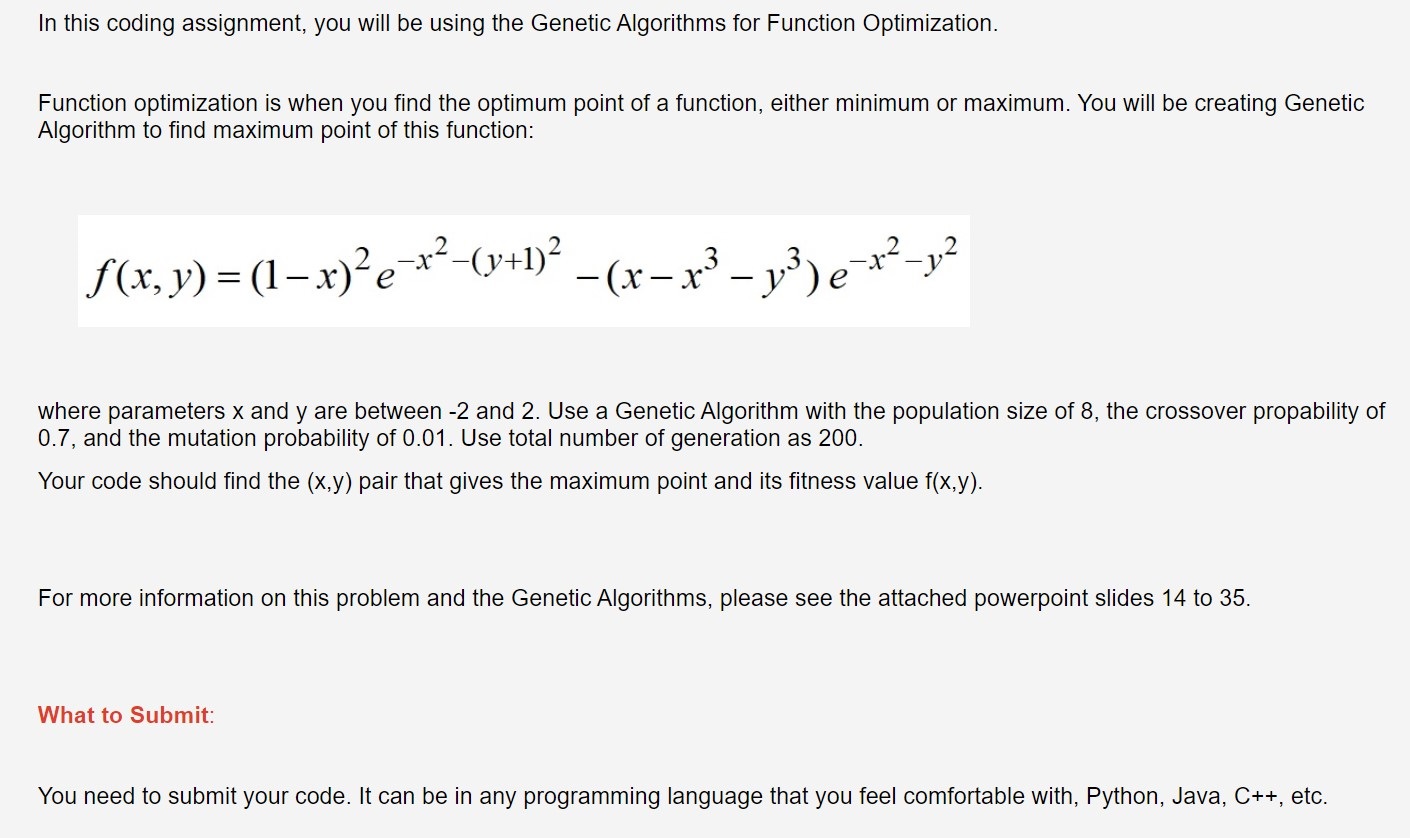 In this coding assignment, you will be using the Genetic Algorithms for Function Optimization.
Function optimization is when you find the optimum point of a function, either minimum or maximum. You will be creating Genetic
Algorithm to find maximum point of this function:
f(x, y) = (1 − x)² e^{−x² −(y+1)²} − (x − x³ − y³) e^{−x² − y²}
where parameters x and y are between -2 and 2. Use a Genetic Algorithm with the population size of 8, the crossover propability of
0.7, and the mutation probability of 0.01. Use total number of generation as 200.
Your code should find the (x,y) pair that gives the maximum point and its fitness value f(x,y).
For more information on this problem and the Genetic Algorithms, please see the attached powerpoint slides 14 to 35.
What to Submit:
You need to submit your code. It can be in any programming language that you feel comfortable with, Python, Java, C++, etc.